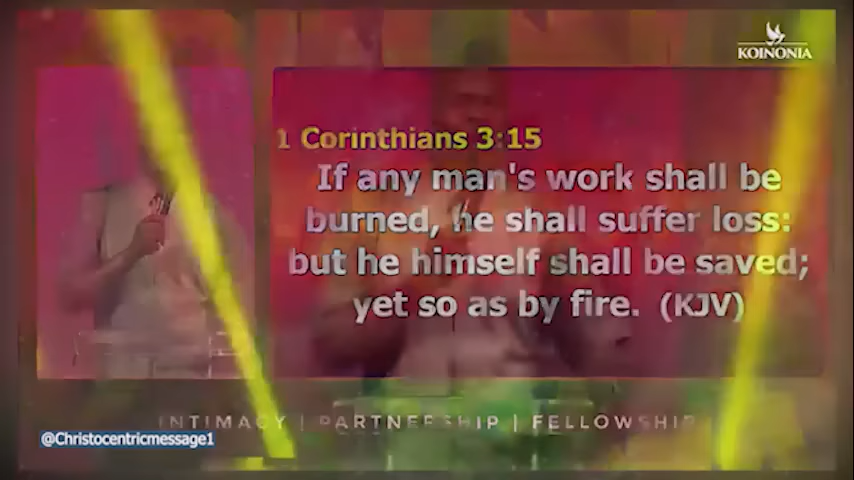 KOINONIA
1 Corinthians 3:15
If any man's work shall be
burned, he shall suffer loss:
but he himself shall be saved;
yet so as by fire. (KJV)
INTIMACY | PARTNERSHIP | FELLOWSHIP
@Christocentricmessage1